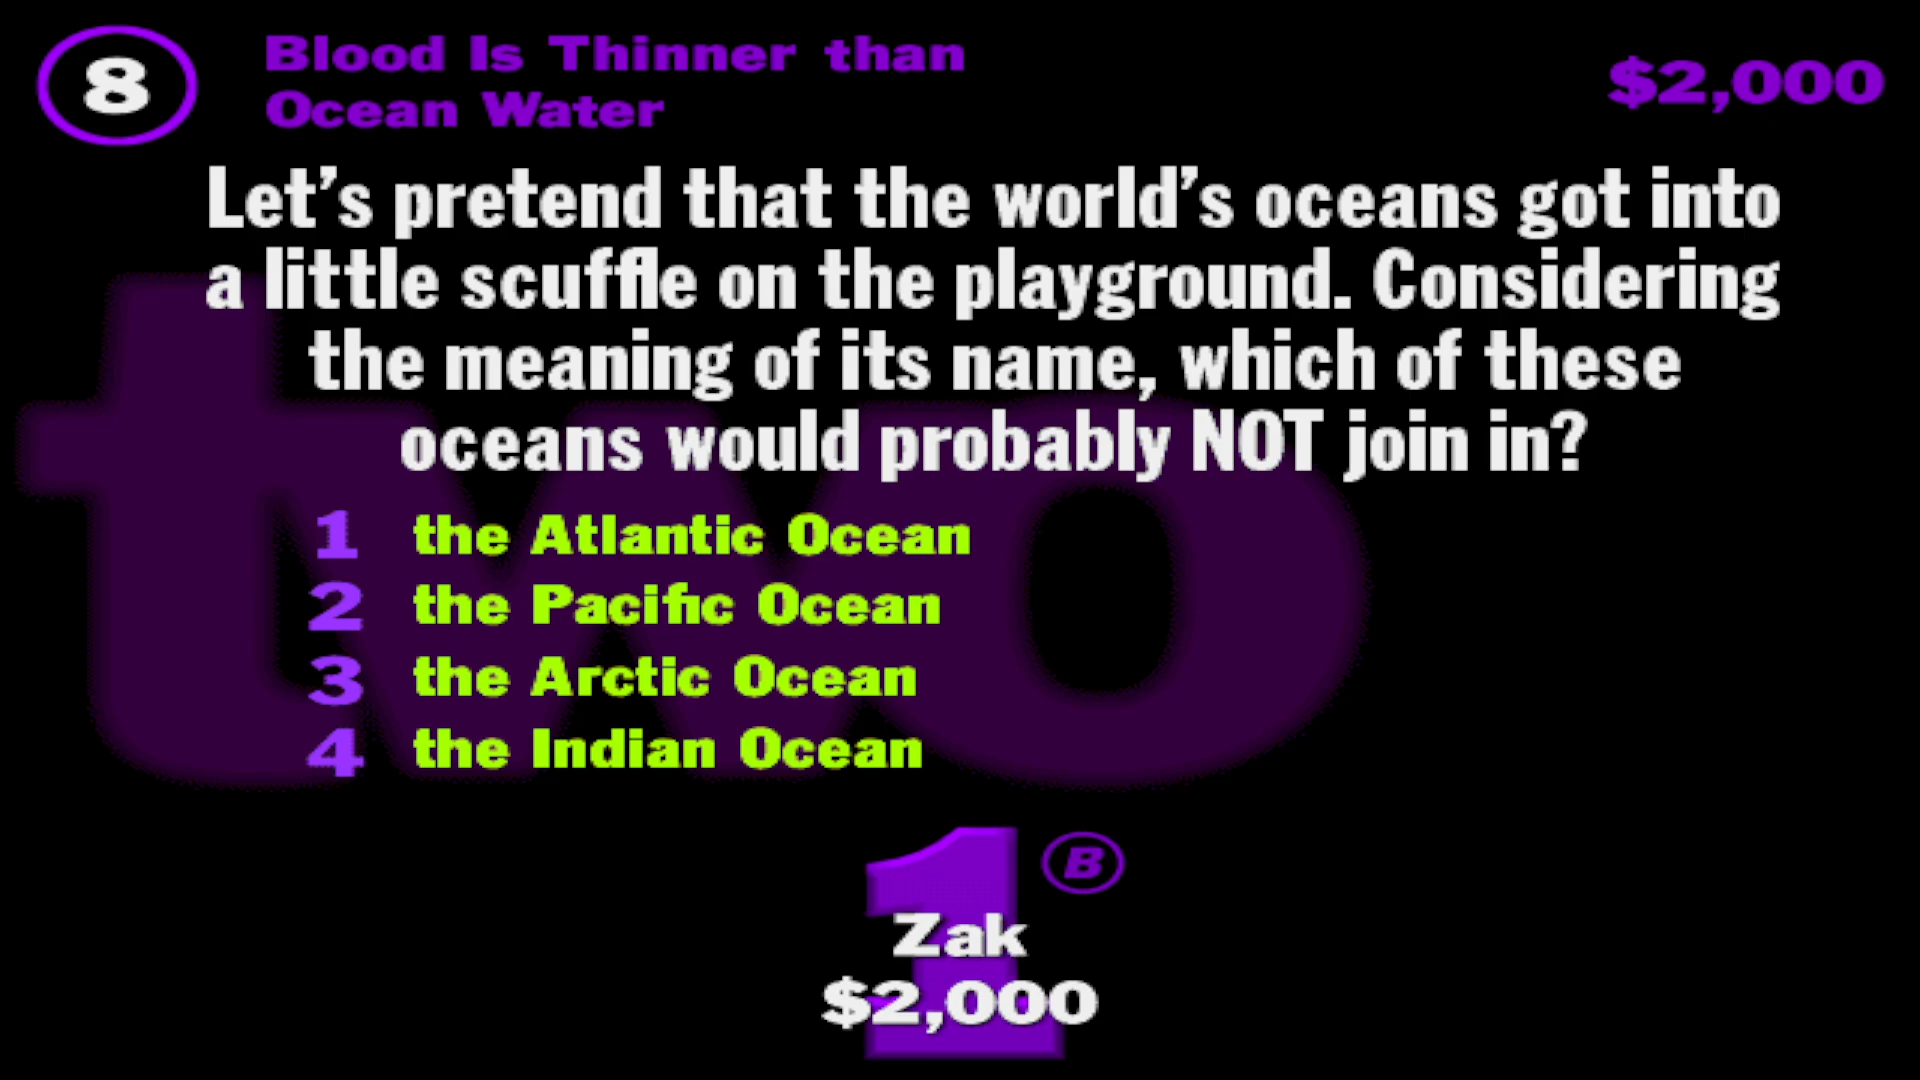 8
Blood Is Thinner than
Ocean Water
$2,000
Let's pretend that the world's oceans got into
a little scuffle on the playground. Considering
the meaning of its name, which of these
oceans would probably NOT join in?
two
1 the Atlantic Ocean
2 the Pacific Ocean
3 the Arctic Ocean
4 the Indian Ocean
1
B
Zak
$2,000